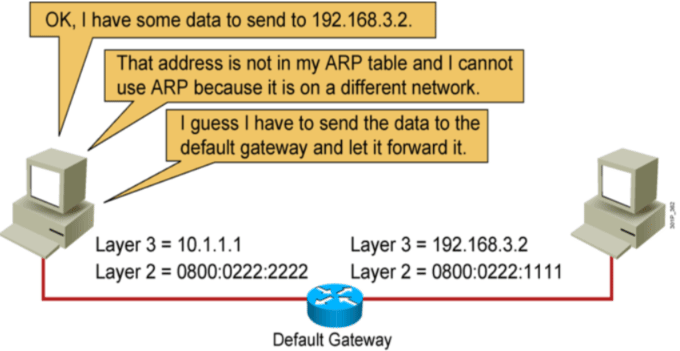 OK, I have some data to send to 192.168.3.2.
That address is not in my ARP table and I cannot
use ARP because it is on a different network.
I guess I have to send the data to the
default gateway and let it forward it.
Layer 3 = 10.1.1.1
Layer 2 = 0800:0222:2222
Layer 3 = 192.168.3.2
Layer 2 = 0800:0222:1111
Default Gateway